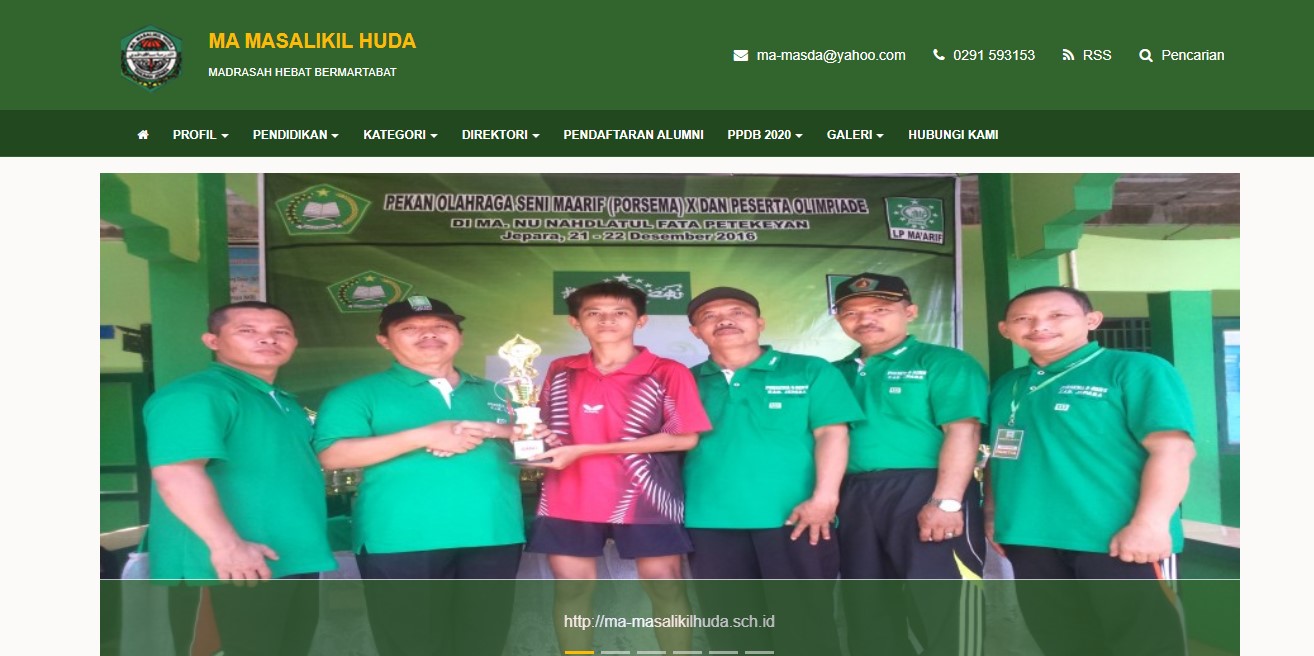 MA MASALIKIL HUDA
MADRASAH HEBAT BERMARTABAT
ma-masda@yahoo.com
0291 593153
RSS
Pencarian
PROFIL
PENDIDIKAN
KATEGORI
DIREKTORI
PENDAFTARAN ALUMNI
PPDB 2020
GALERI
HUBUNGI KAMI
PEKAN OLAHRAGA SENI MAARIF (PORSEMA) X DAN PESERTA OLIMPIADE
DI MA. NU NAHDLATUL FATA PETEKEYAN
Jepara, 21 - 22 Desember 2016
LP MA'ARIF
http://ma-masalikilhuda.sch.id